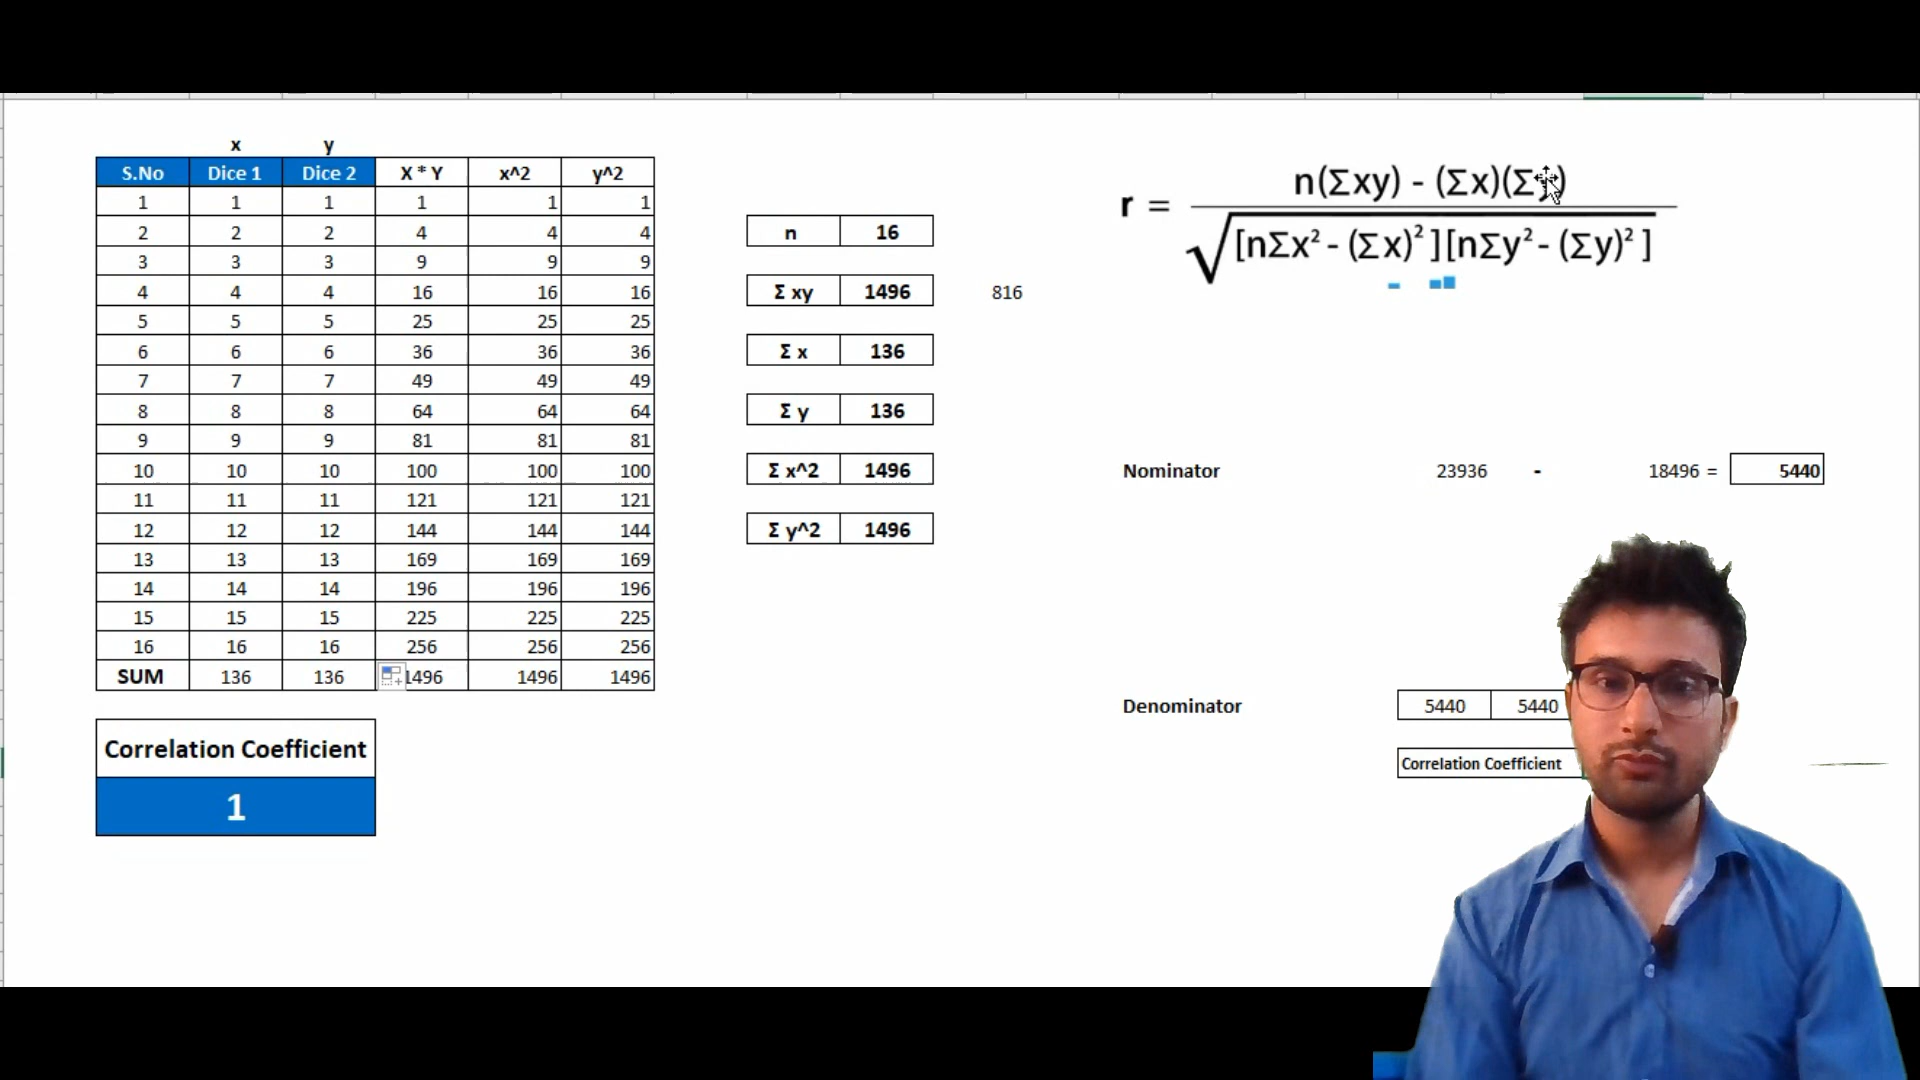 x y
S.No Dice 1 Dice 2 X * Y x^2 y^2
1 1 1 1 1 1
2 2 2 4 4 4
3 3 3 9 9 9
4 4 4 16 16 16
5 5 5 25 25 25
6 6 6 36 36 36
7 7 7 49 49 49
8 8 8 64 64 64
9 9 9 81 81 81
10 10 10 100 100 100
11 11 11 121 121 121
12 12 12 144 144 144
13 13 13 169 169 169
14 14 14 196 196 196
15 15 15 225 225 225
16 16 16 256 256 256
SUM 136 136 1496 1496 1496
Correlation Coefficient
1
n 16
Σ xy 1496 816
Σ x 136
Σ y 136
Σ x^2 1496
Σ y^2 1496
n(Σxy) - (Σx)(Σy)
r =
√[nΣx² - (Σx)²][nΣy² - (Σy)²]
Nominator 23936 - 18496 = 5440
Denominator 5440 5440
Correlation Coefficient